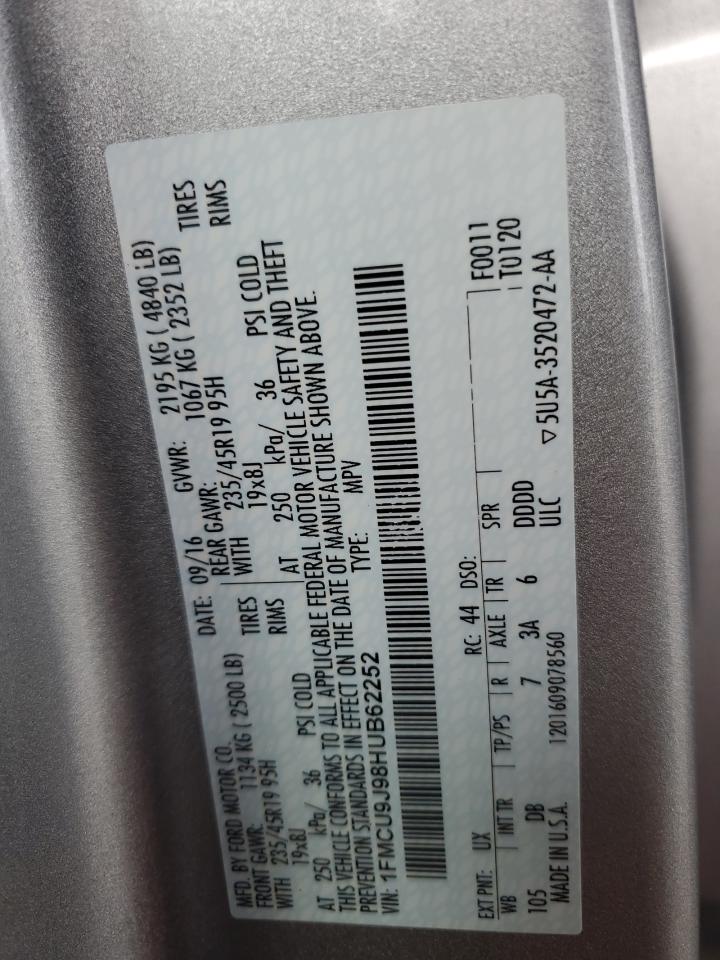 MFD. BY FORD MOTOR CO. DATE: 09/16 GVWR: 2195 KG ( 4840 LB)
FRONT GAWR: 1134 KG ( 2500 LB) REAR GAWR: 1067 KG ( 2352 LB)
WITH 235/45R19 95H TIRES WITH 235/45R19 95H TIRES
19x8J RIMS 19x8J RIMS
AT 250 kPa/ 36 PSI COLD AT 250 kPa/ 36 PSI COLD
THIS VEHICLE CONFORMS TO ALL APPLICABLE FEDERAL MOTOR VEHICLE SAFETY AND THEFT
PREVENTION STANDARDS IN EFFECT ON THE DATE OF MANUFACTURE SHOWN ABOVE.
VIN: 1FMCU9J98HUB62252 TYPE: MPV
EXT PNT: UX RC: 44 DSO: F0011
WB INT TR TP/PS R AXLE TR SPR T0120
105 DB 7 3A 6 DDDD
MADE IN U.S.A. 1201609078560 ULC ▽5U5A-3520472-AA